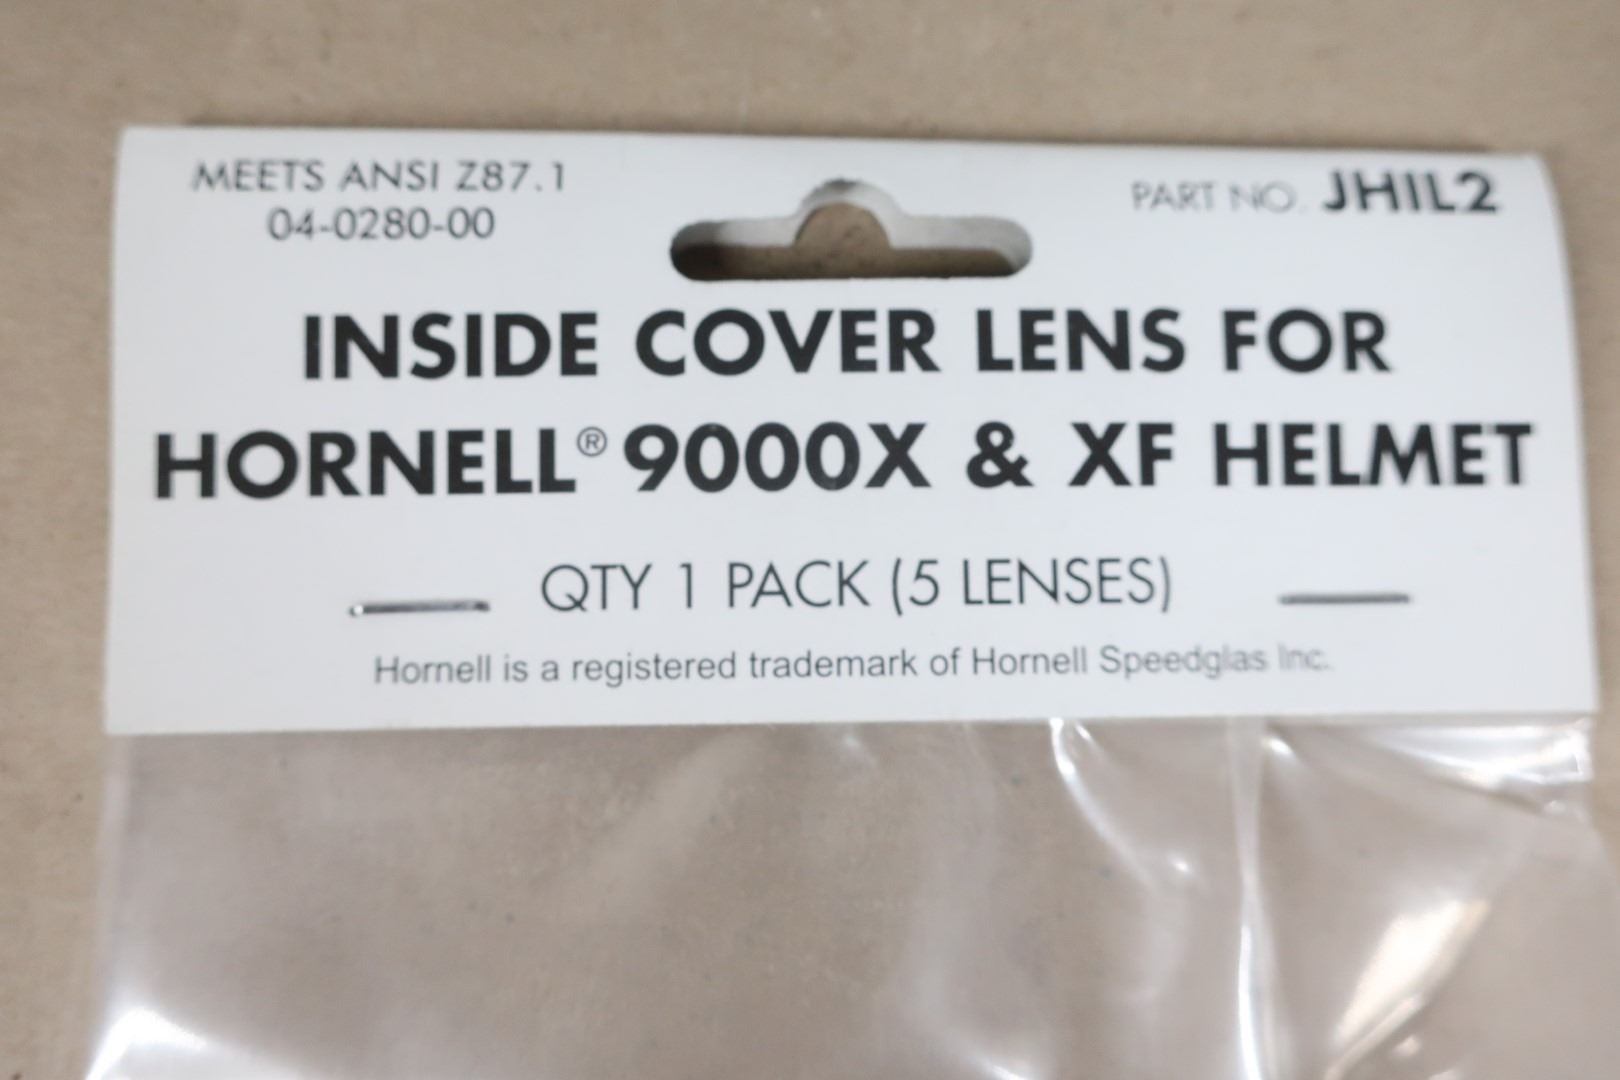 MEETS ANSI Z87.1
04-0280-00
PART NO. JHIL2
INSIDE COVER LENS FOR
HORNELL® 9000X & XF HELMET
QTY 1 PACK (5 LENSES)
Hornell is a registered trademark of Hornell Speedglas Inc.